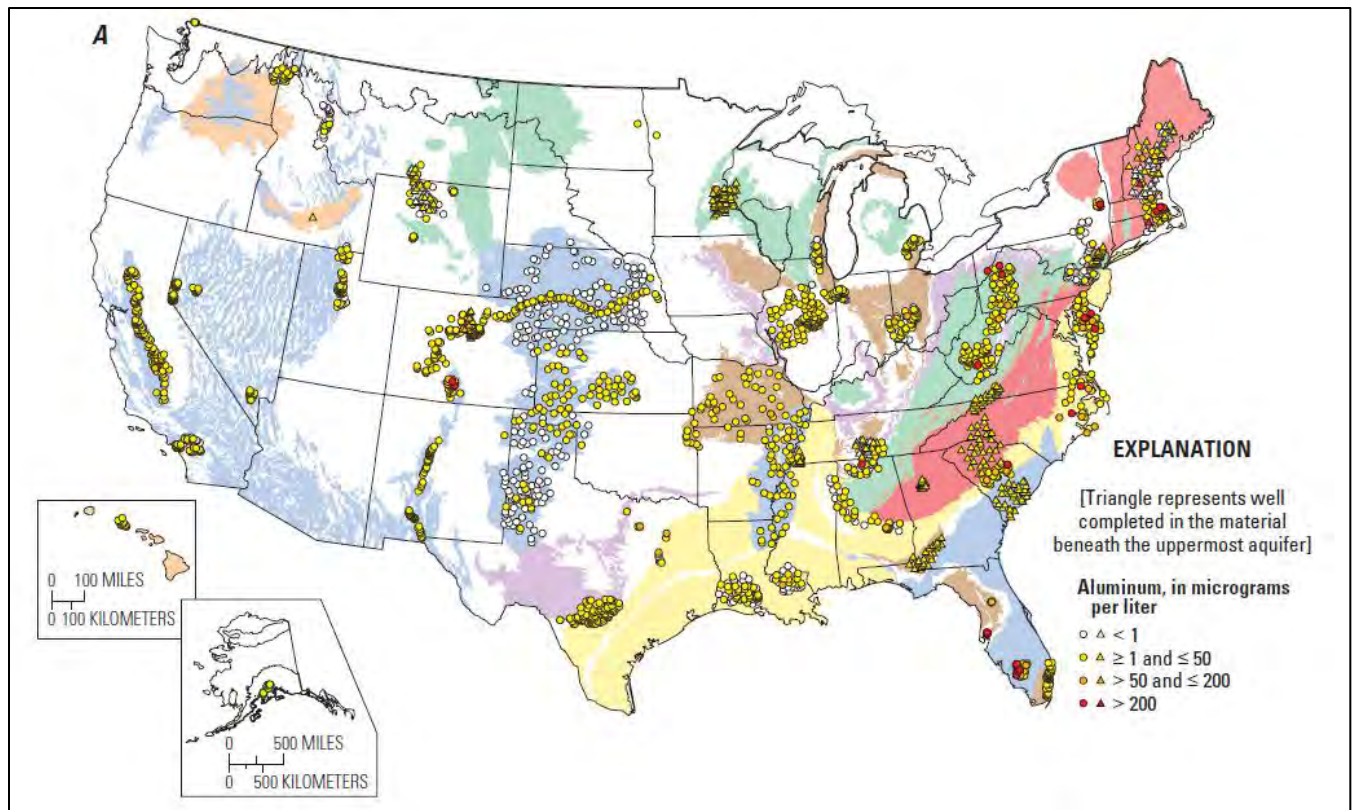 A
EXPLANATION
[Triangle represents well
completed in the material
beneath the uppermost aquifer]
Aluminum, in micrograms
per liter
< 1
≥ 1 and ≤ 50
> 50 and ≤ 200
> 200
0 100 MILES
0 100 KILOMETERS
0 500 MILES
0 500 KILOMETERS